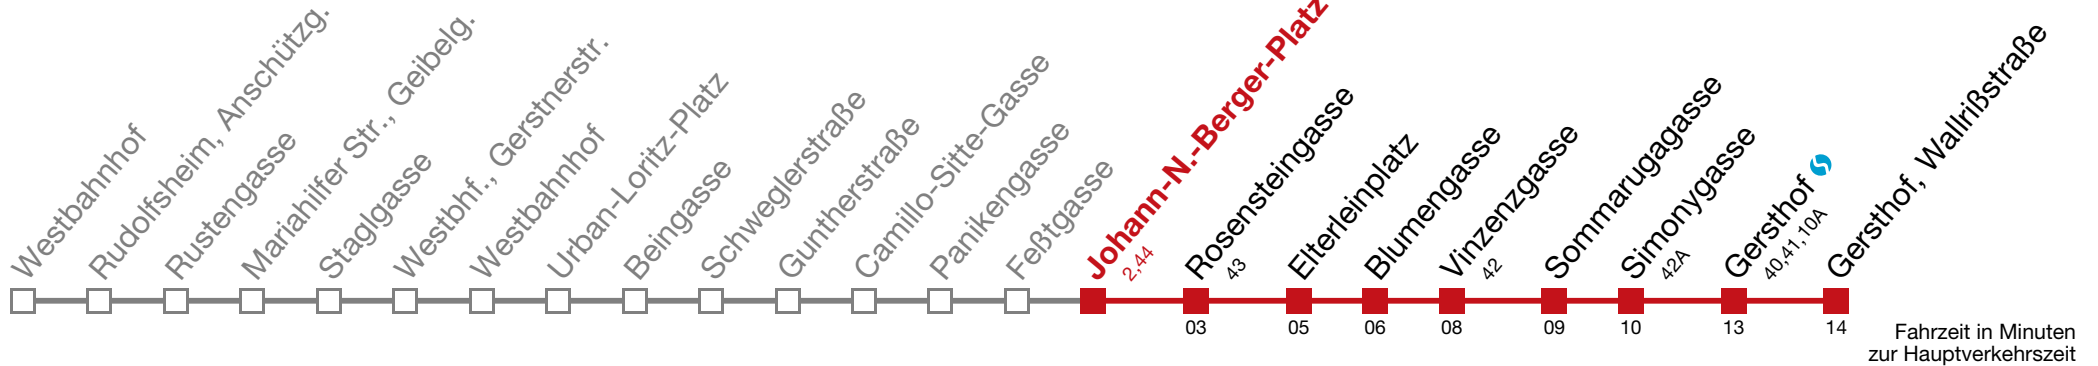 Westbahnhof
Rudolfsheim, Anschützg.
Rustengasse
Mariahilfer Str., Geibelg.
Staglgasse
Westbhf., Gerstnerstr.
Westbahnhof
Urban-Loritz-Platz
Beingasse
Schweglerstraße
Guntherstraße
Camillo-Sitte-Gasse
Panikengasse
Feßtgasse
Johann-N.-Berger-Platz
2,44
Rosensteingasse
43
Elterleinplatz
Blumengasse
Vinzenzgasse
42
Sommarugagasse
Simonygasse
42A
Gersthof
40,41,10A
Gersthof, Wallrißstraße
03
05
06
08
09
10
13
14
Fahrzeit in Minuten
zur Hauptverkehrszeit